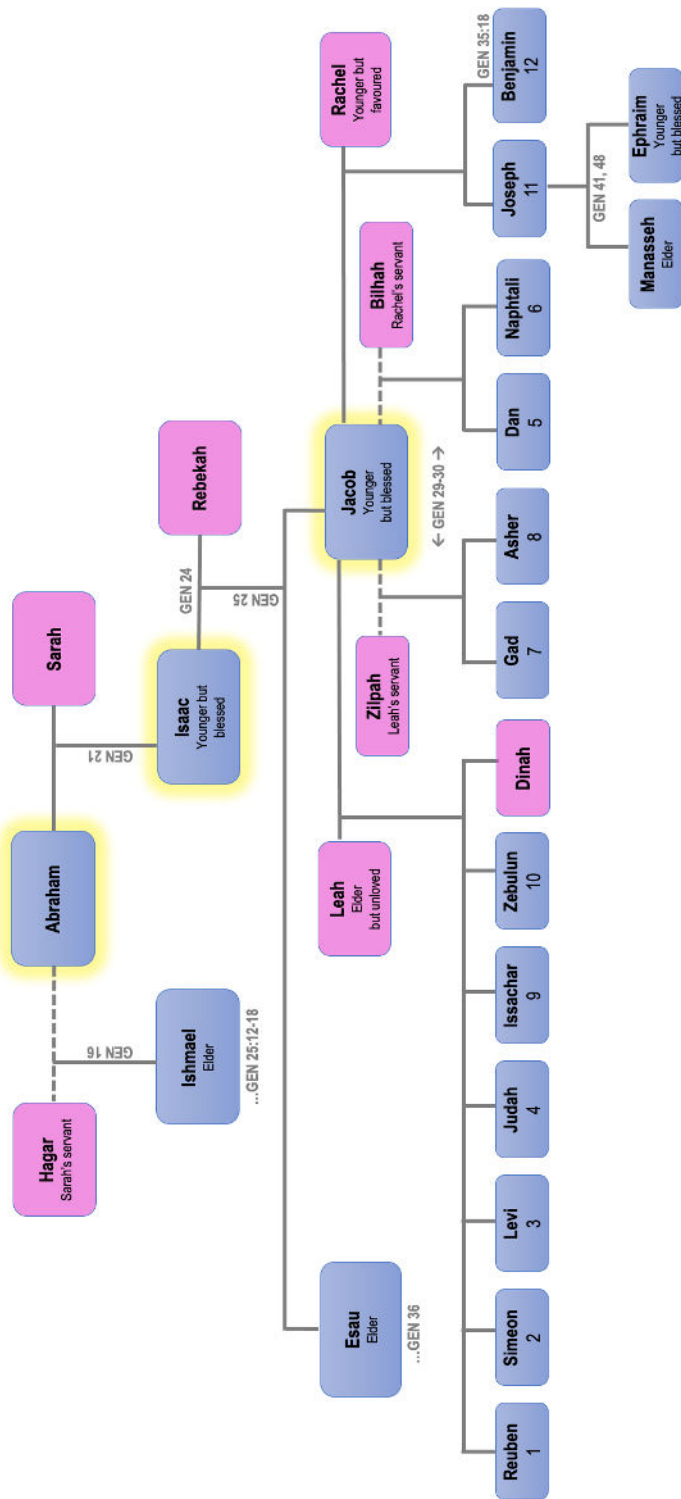 Hagar
Sarah's servant
Abraham
Sarah
GEN 16
GEN 21
Ishmael
Elder
...GEN 25:12-18
Isaac
Younger but
blessed
GEN 24
Rebekah
GEN 25
Esau
Elder
...GEN 36
Leah
Elder
but unloved
Zilpah
Leah's servant
Jacob
Younger
but blessed
← GEN 29-30 →
Bilhah
Rachel's servant
Rachel
Younger but
favoured
GEN 35:18
Reuben
1
Simeon
2
Levi
3
Judah
4
Issachar
9
Zebulun
10
Dinah
Gad
7
Asher
8
Dan
5
Naphtali
6
Joseph
11
Benjamin
12
GEN 41, 48
Manasseh
Elder
Ephraim
Younger
but blessed